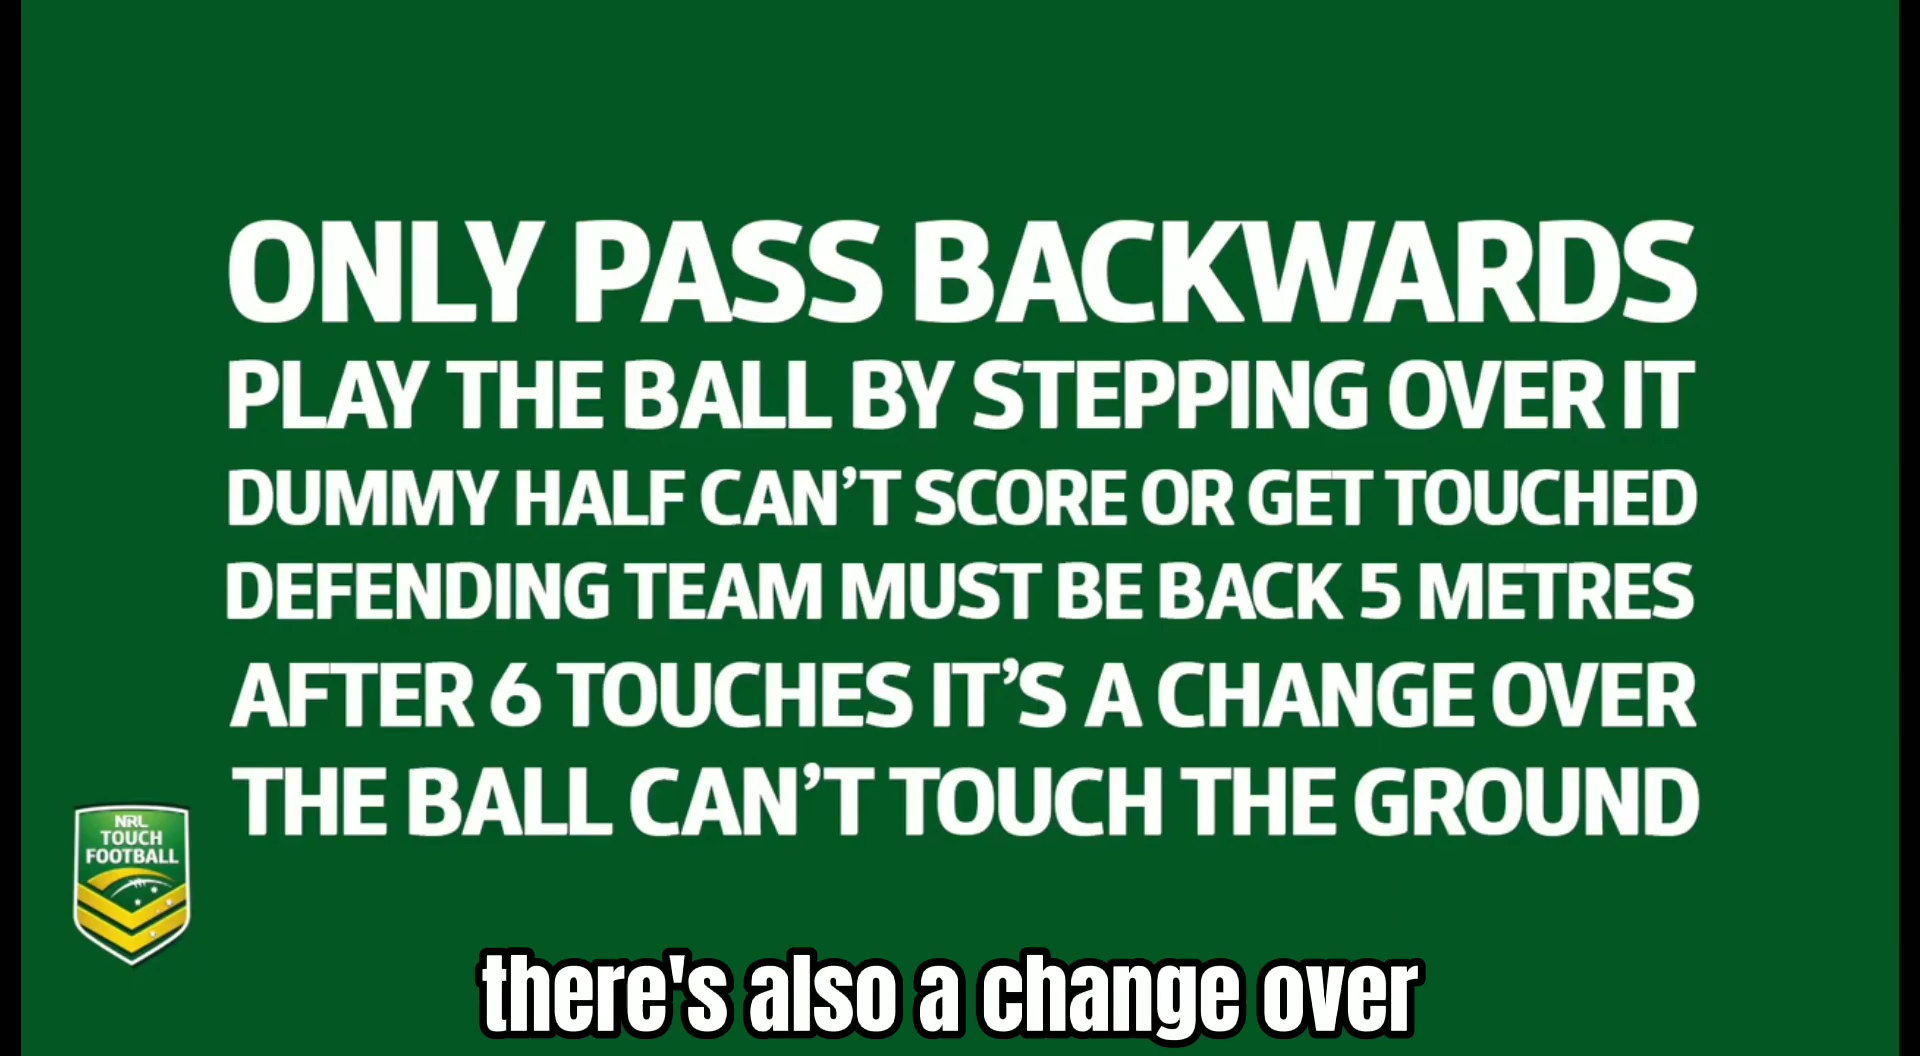 ONLY PASS BACKWARDS
PLAY THE BALL BY STEPPING OVER IT
DUMMY HALF CAN’T SCORE OR GET TOUCHED
DEFENDING TEAM MUST BE BACK 5 METRES
AFTER 6 TOUCHES IT’S A CHANGE OVER
THE BALL CAN’T TOUCH THE GROUND
NRL
TOUCH
FOOTBALL
there's also a change over